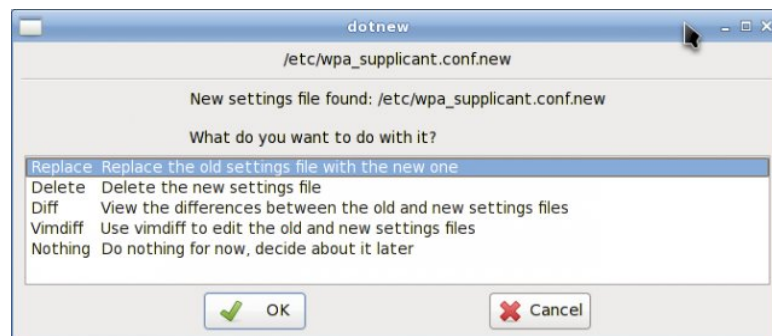 dotnew
/etc/wpa_supplicant.conf.new
New settings file found: /etc/wpa_supplicant.conf.new
What do you want to do with it?
Replace Replace the old settings file with the new one
Delete Delete the new settings file
Diff View the differences between the old and new settings files
Vimdiff Use vimdiff to edit the old and new settings files
Nothing Do nothing for now, decide about it later
OK Cancel